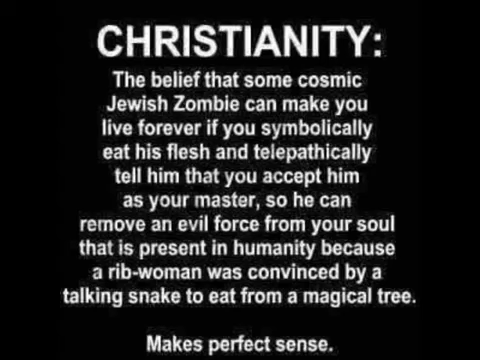 CHRISTIANITY:
The belief that some cosmic
Jewish Zombie can make you
live forever if you symbolically
eat his flesh and telepathically
tell him that you accept him
as your master, so he can
remove an evil force from your soul
that is present in humanity because
a rib-woman was convinced by a
talking snake to eat from a magical tree.
Makes perfect sense.